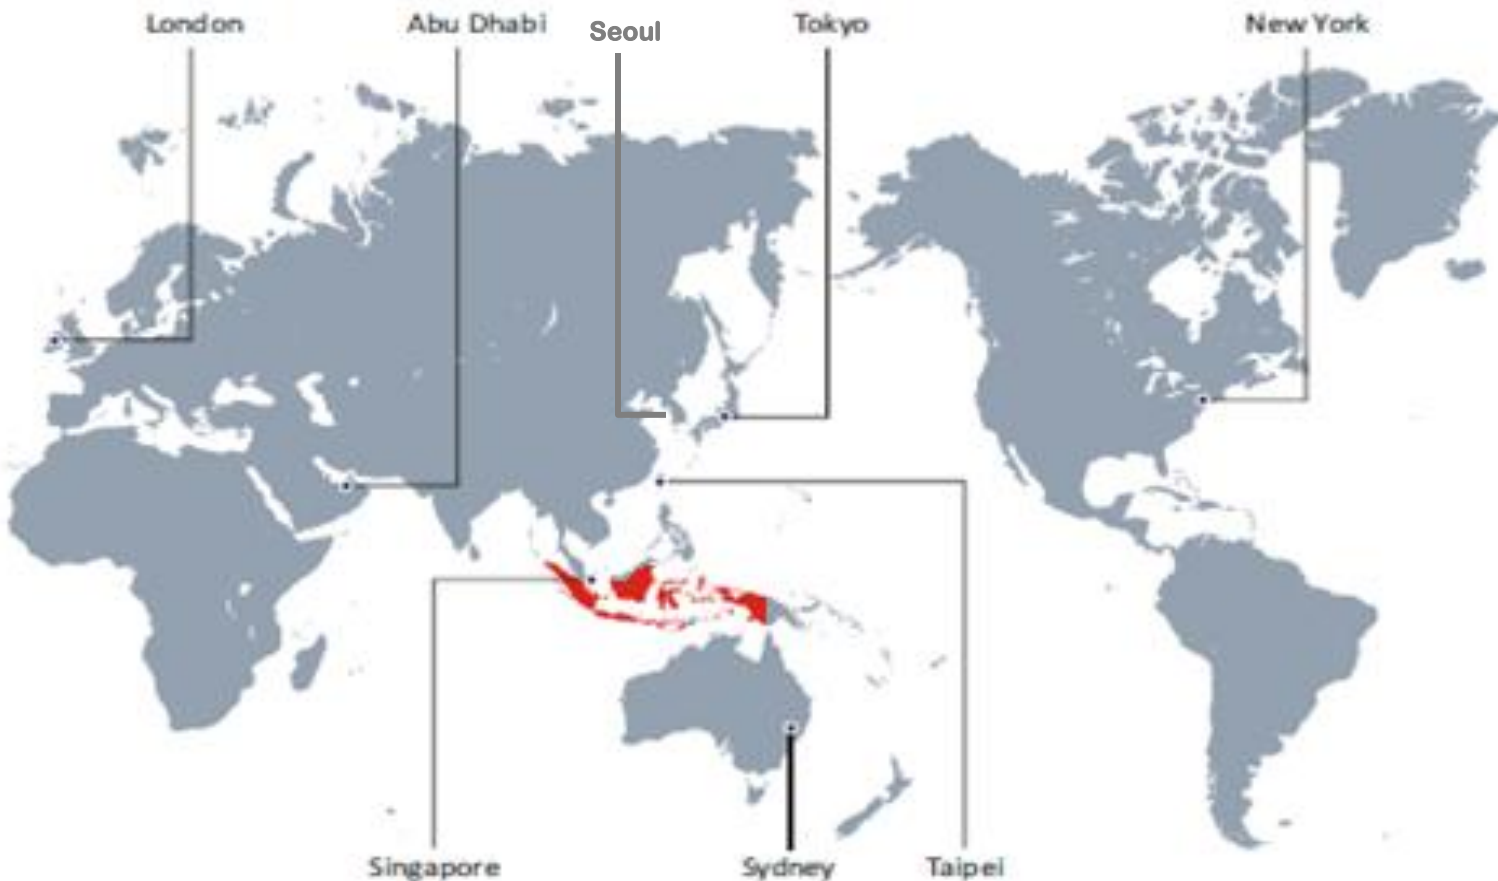 London
Abu Dhabi
Seoul
Tokyo
New York
Singapore
Sydney
Taipei